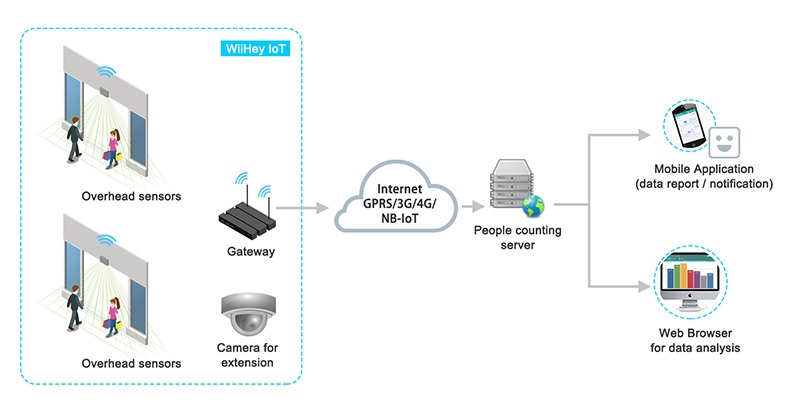 WiiHey IoT
Overhead sensors
Overhead sensors
Gateway
Camera for
extension
Internet
GPRS/3G/4G/
NB-IoT
People counting
server
Mobile Application
(data report / notification)
Web Browser
for data analysis